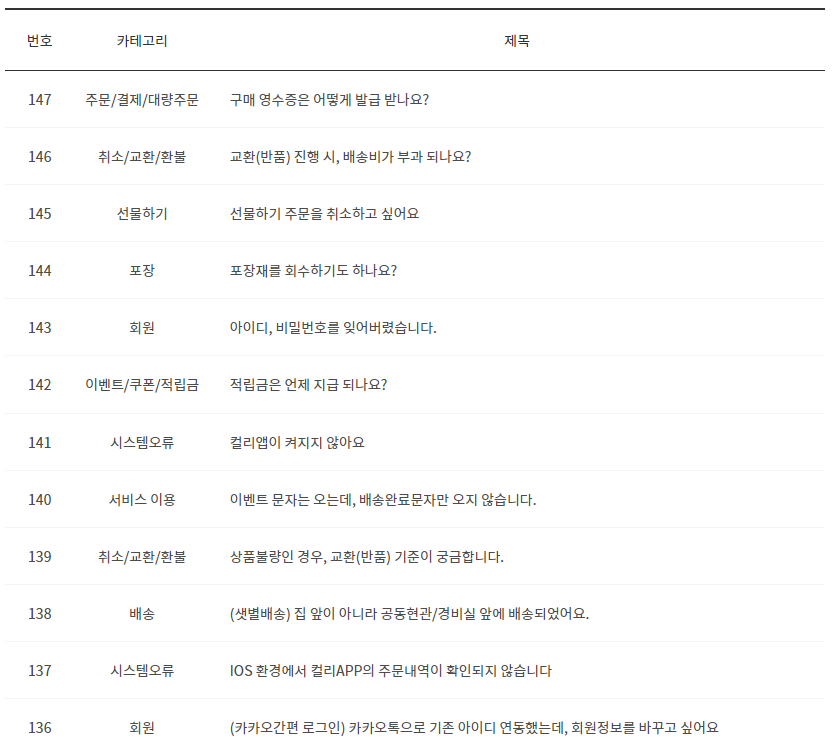 번호 카테고리 제목
147 주문/결제/대량주문 구매 영수증은 어떻게 발급 받나요?
146 취소/교환/환불 교환(반품) 진행 시, 배송비가 부과 되나요?
145 선물하기 선물하기 주문을 취소하고 싶어요
144 포장 포장재를 회수하기도 하나요?
143 회원 아이디, 비밀번호를 잊어버렸습니다.
142 이벤트/쿠폰/적립금 적립금은 언제 지급 되나요?
141 시스템오류 컬리앱이 켜지지 않아요
140 서비스 이용 이벤트 문자는 오는데, 배송완료문자만 오지 않습니다.
139 취소/교환/환불 상품불량인 경우, 교환(반품) 기준이 궁금합니다.
138 배송 (샛별배송) 집 앞이 아니라 공동현관/경비실 앞에 배송되었어요.
137 시스템오류 IOS 환경에서 컬리APP의 주문내역이 확인되지 않습니다
136 회원 (카카오간편 로그인) 카카오톡으로 기존 아이디 연동했는데, 회원정보를 바꾸고 싶어요